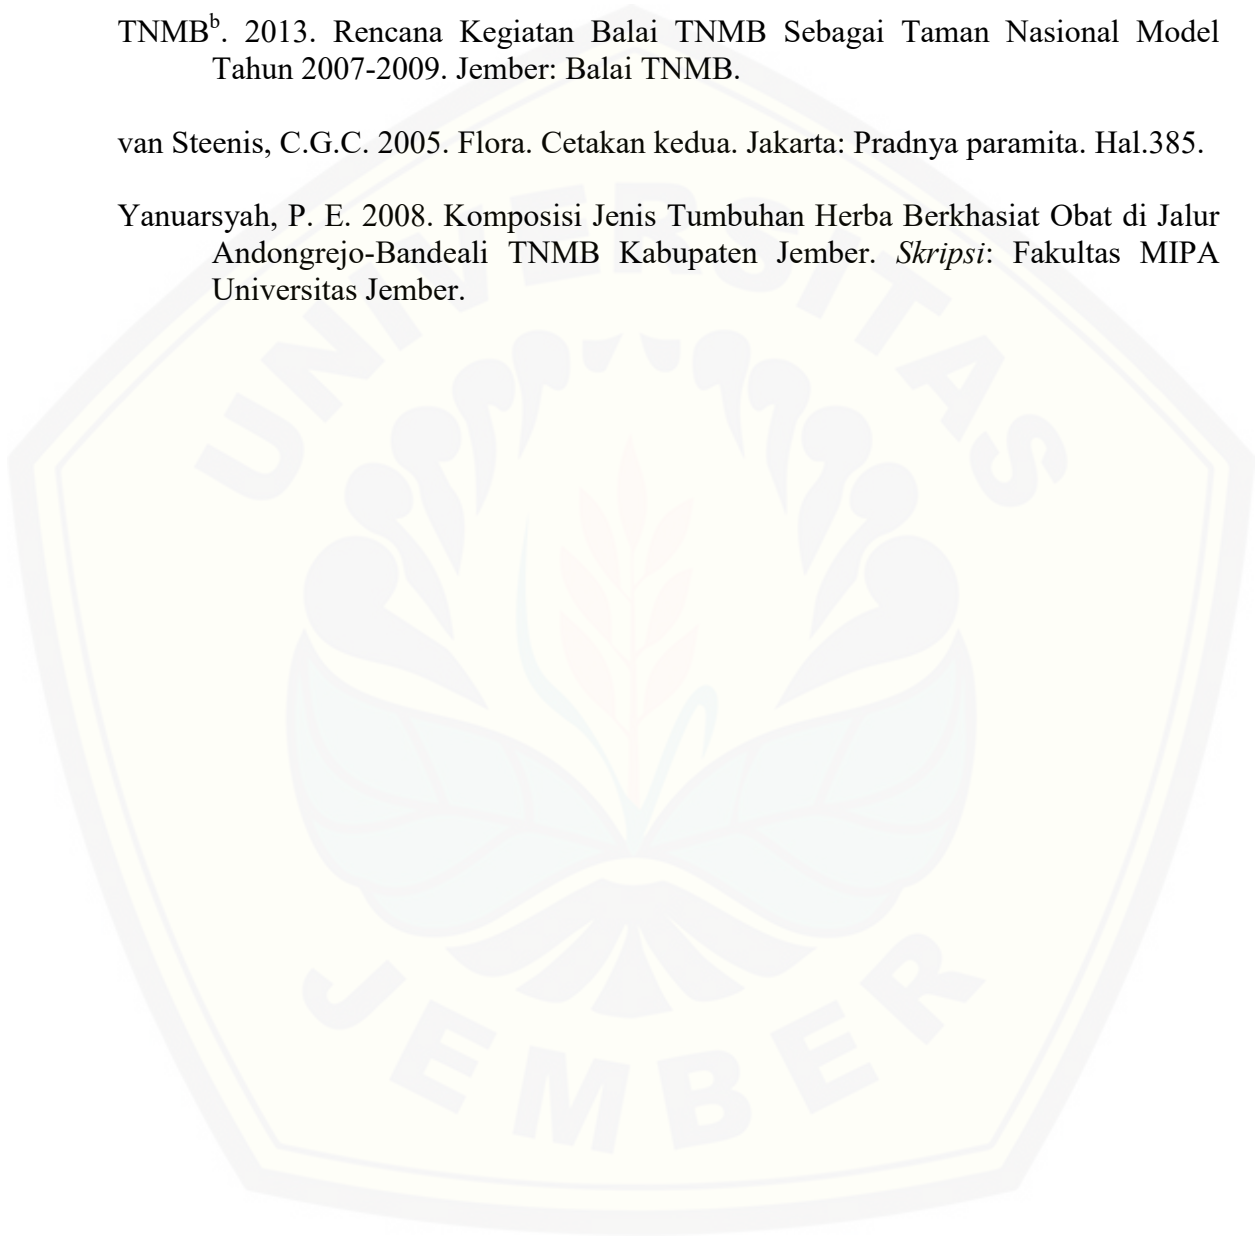 TNMBᵇ. 2013. Rencana Kegiatan Balai TNMB Sebagai Taman Nasional Model
Tahun 2007-2009. Jember: Balai TNMB.
van Steenis, C.G.C. 2005. Flora. Cetakan kedua. Jakarta: Pradnya paramita. Hal.385.
Yanuarsyah, P. E. 2008. Komposisi Jenis Tumbuhan Herba Berkhasiat Obat di Jalur
Andongrejo-Bandeali TNMB Kabupaten Jember. Skripsi: Fakultas MIPA
Universitas Jember.
UNIVERSITAS
JEMBER